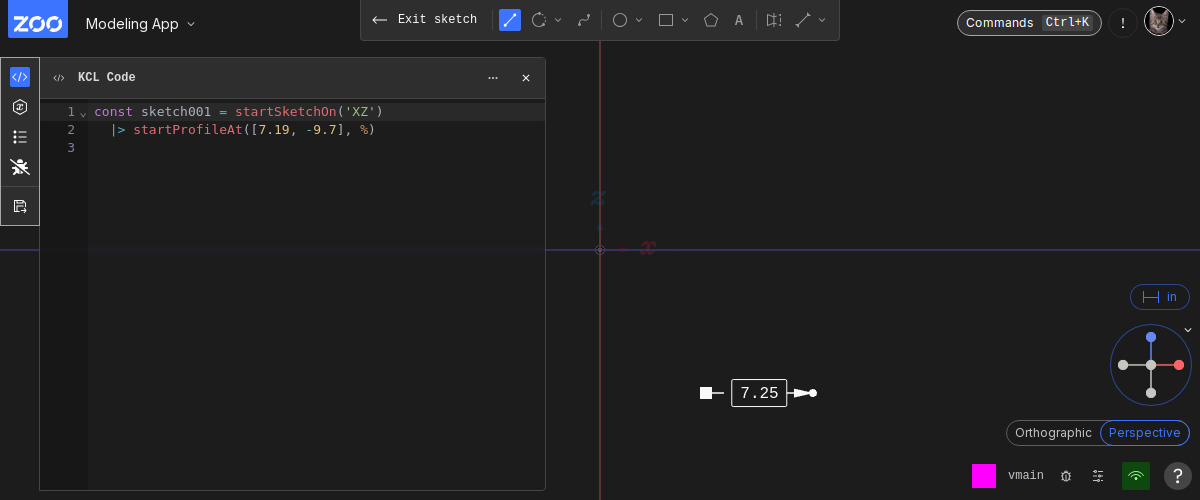 ZOO Modeling App Exit sketch A Commands Ctrl+K !
KCL Code
1 const sketch001 = startSketchOn('XZ')
2 |> startProfileAt([7.19, -9.7], %)
3
z
x
in
7.25
Orthographic Perspective
vmain ?